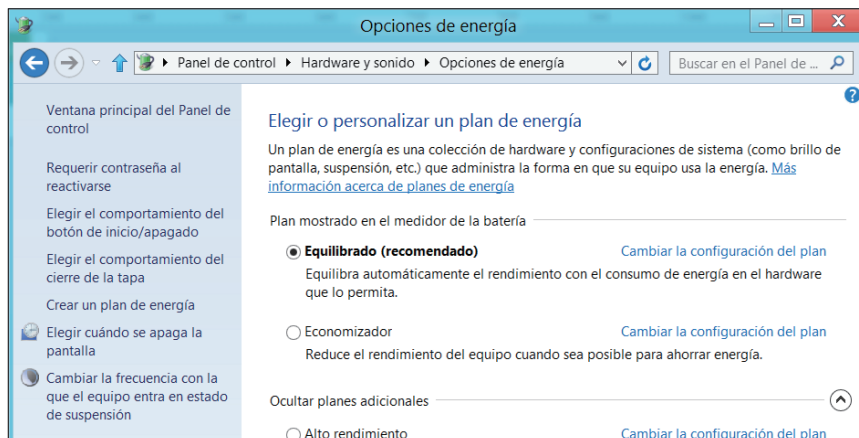 Opciones de energía
Panel de control ▸ Hardware y sonido ▸ Opciones de energía
Buscar en el Panel de ...
Ventana principal del Panel de
control
Requerir contraseña al
reactivarse
Elegir el comportamiento del
botón de inicio/apagado
Elegir el comportamiento del
cierre de la tapa
Crear un plan de energía
Elegir cuándo se apaga la
pantalla
Cambiar la frecuencia con la
que el equipo entra en estado
de suspensión
Elegir o personalizar un plan de energía
Un plan de energía es una colección de hardware y configuraciones de sistema (como brillo de
pantalla, suspensión, etc.) que administra la forma en que su equipo usa la energía. Más
información acerca de planes de energía
Plan mostrado en el medidor de la batería
Equilibrado (recomendado) Cambiar la configuración del plan
Equilibra automáticamente el rendimiento con el consumo de energía en el hardware
que lo permita.
Economizador Cambiar la configuración del plan
Reduce el rendimiento del equipo cuando sea posible para ahorrar energía.
Ocultar planes adicionales
Alto rendimiento Cambiar la configuración del plan